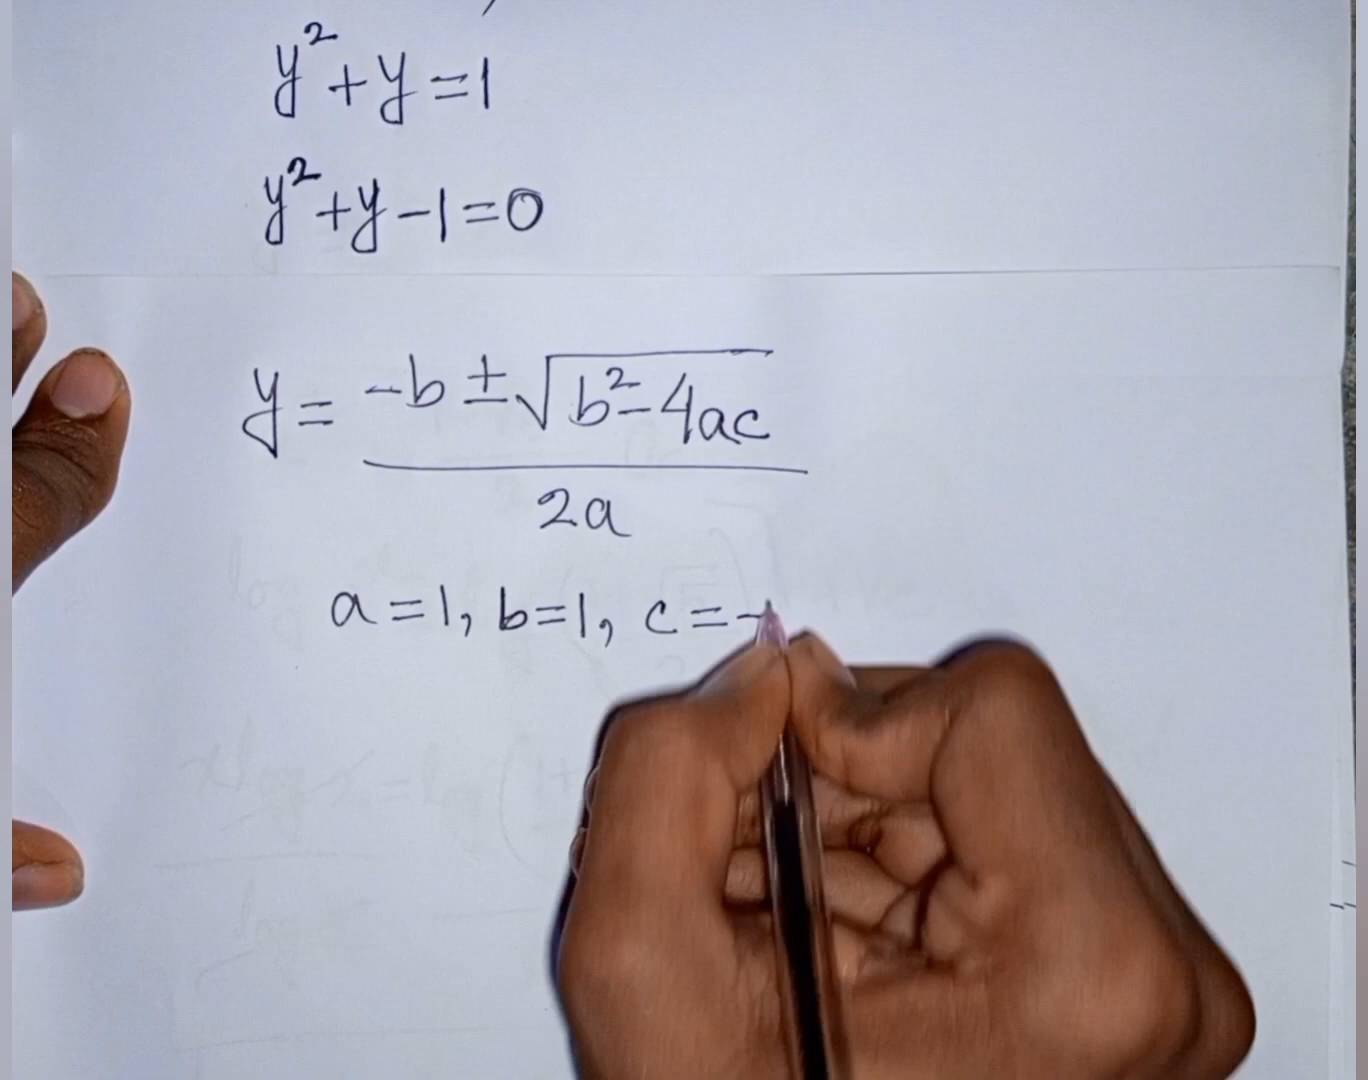 y² + y = 1
y² + y - 1 = 0
y = -b ± √b² - 4ac
2a
a = 1, b = 1, c = -